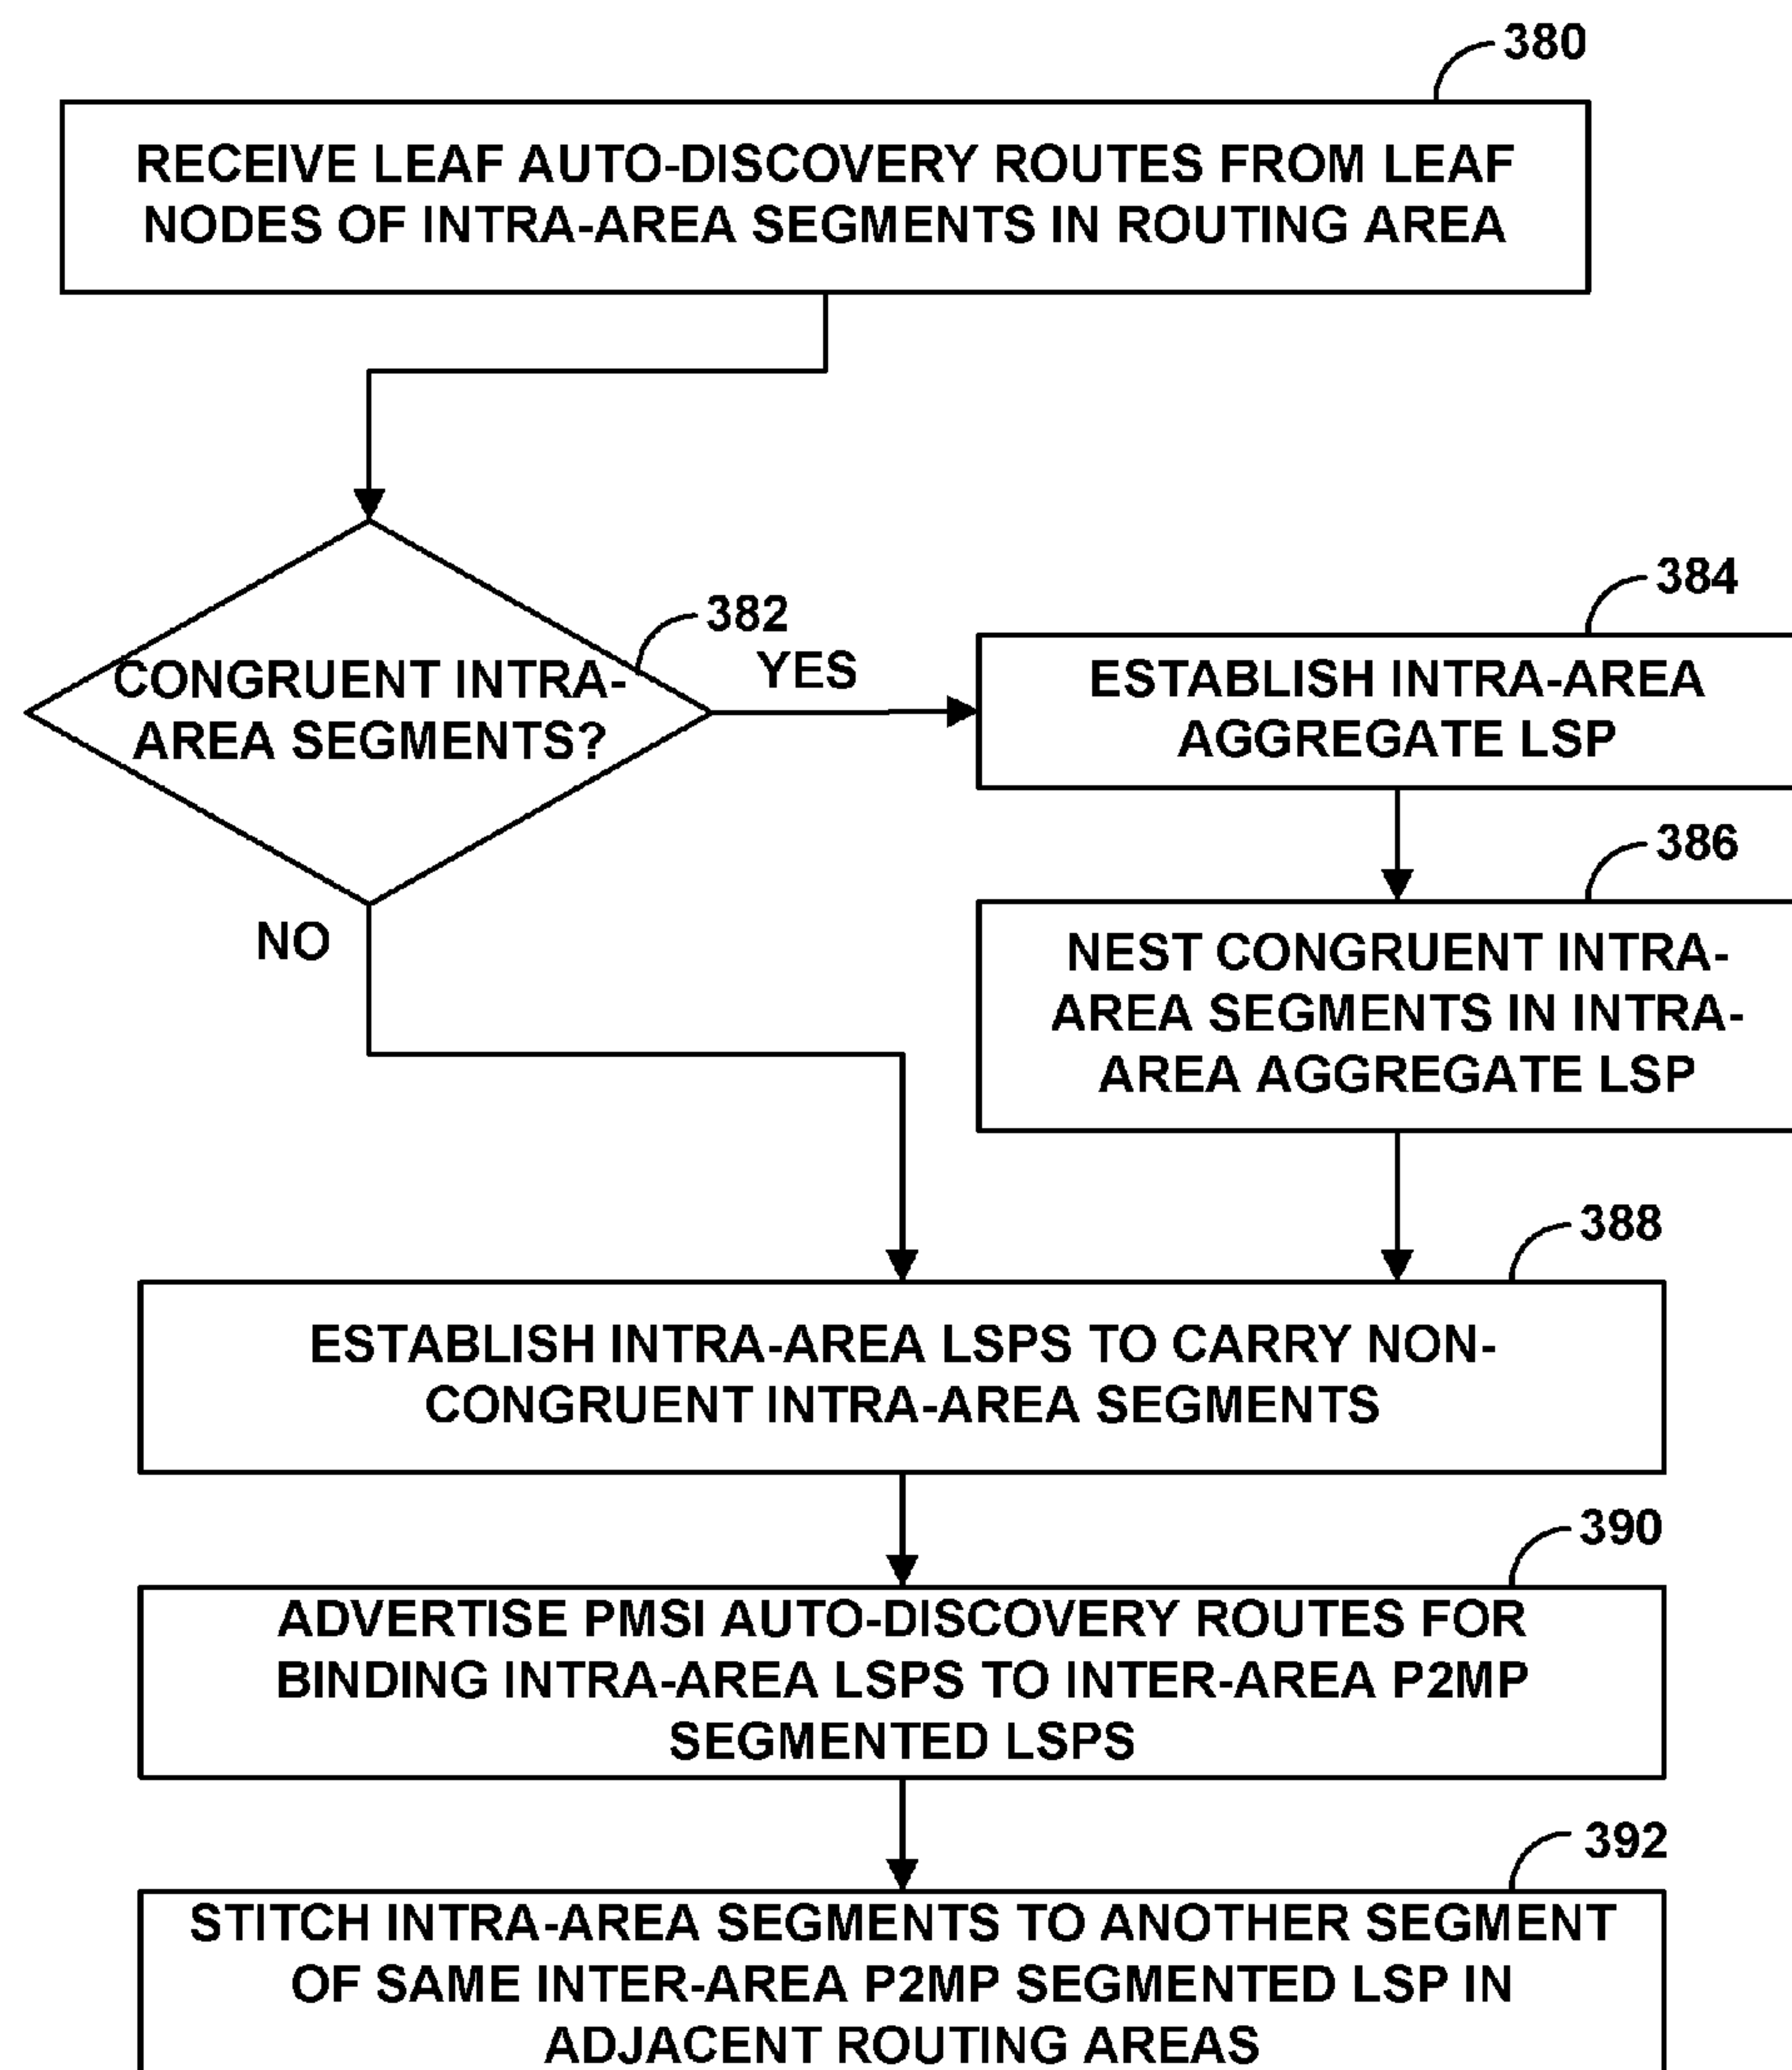 380
RECEIVE LEAF AUTO-DISCOVERY ROUTES FROM LEAF
NODES OF INTRA-AREA SEGMENTS IN ROUTING AREA
382
CONGRUENT INTRA-
AREA SEGMENTS?
YES
NO
384
ESTABLISH INTRA-AREA
AGGREGATE LSP
386
NEST CONGRUENT INTRA-
AREA SEGMENTS IN INTRA-
AREA AGGREGATE LSP
388
ESTABLISH INTRA-AREA LSPS TO CARRY NON-
CONGRUENT INTRA-AREA SEGMENTS
390
ADVERTISE PMSI AUTO-DISCOVERY ROUTES FOR
BINDING INTRA-AREA LSPS TO INTER-AREA P2MP
SEGMENTED LSPS
392
STITCH INTRA-AREA SEGMENTS TO ANOTHER SEGMENT
OF SAME INTER-AREA P2MP SEGMENTED LSP IN
ADJACENT ROUTING AREAS